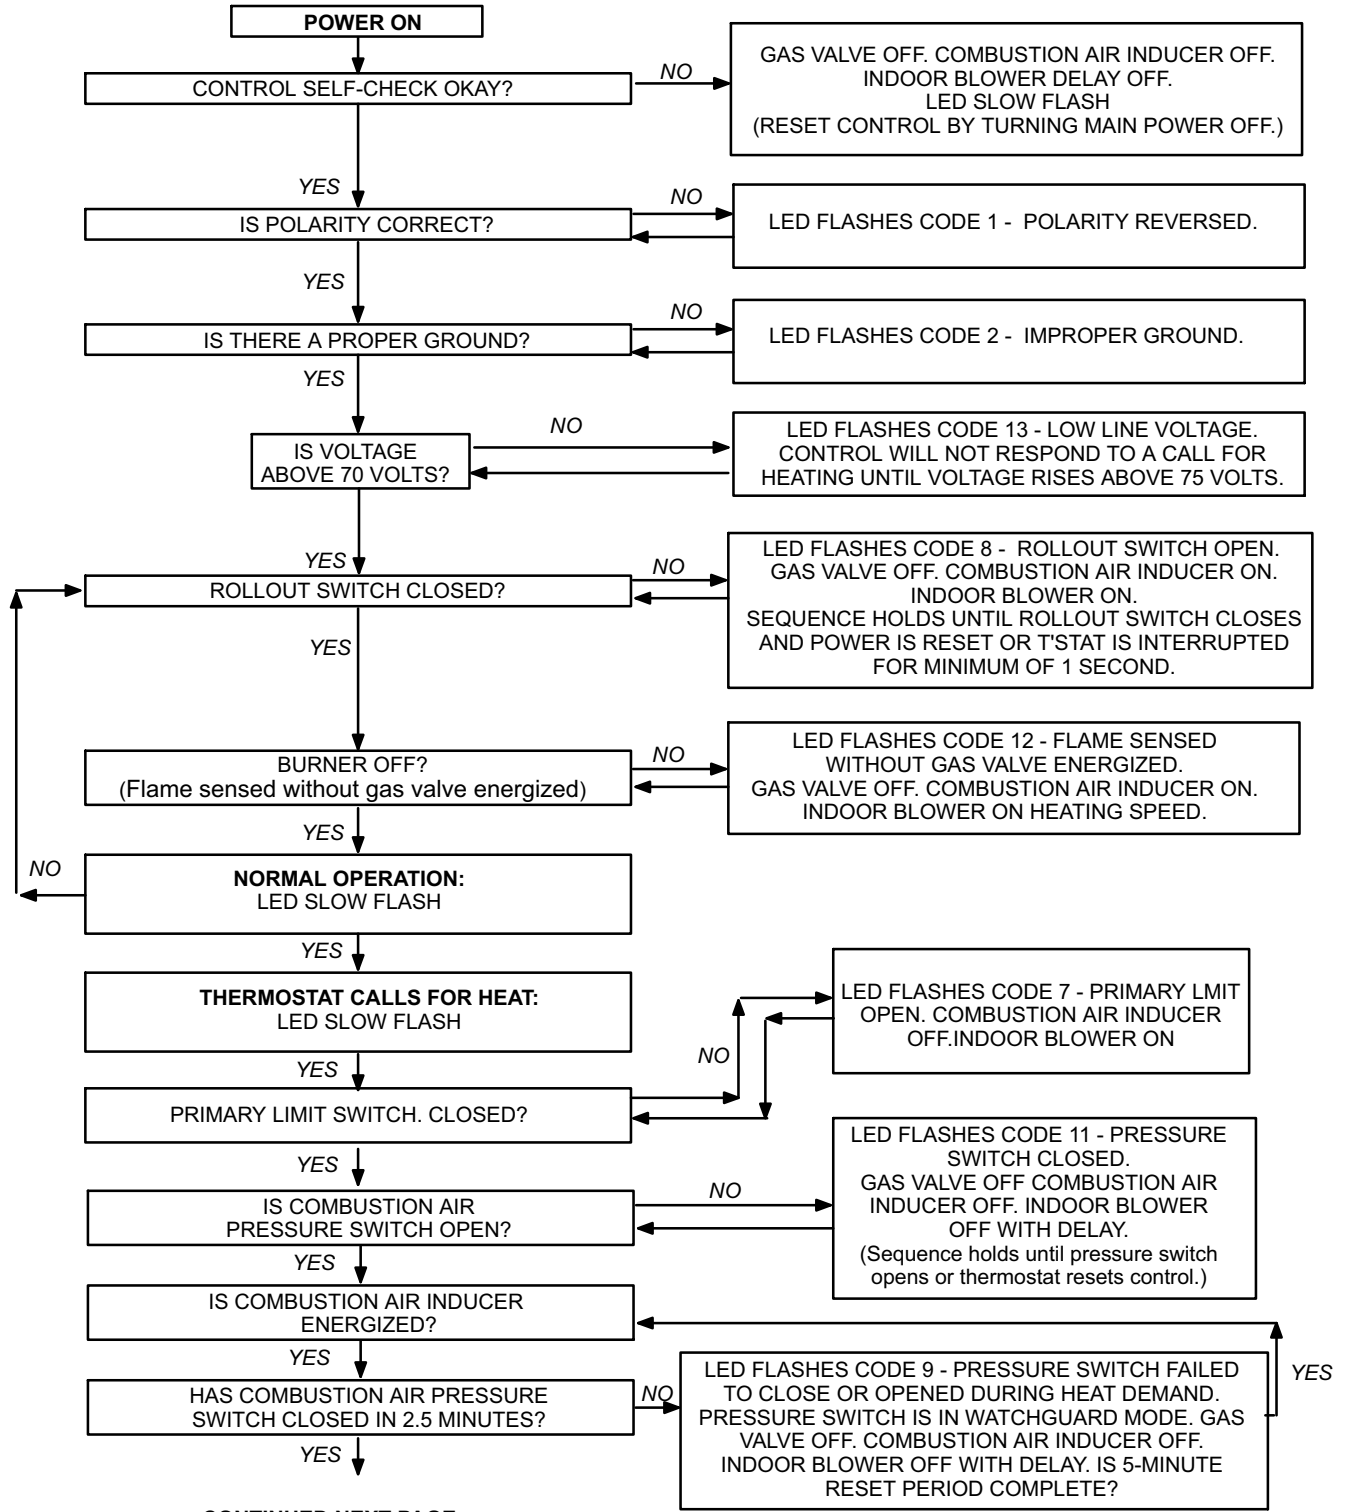 POWER ON
CONTROL SELF-CHECK OKAY?
NO
GAS VALVE OFF. COMBUSTION AIR INDUCER OFF.
INDOOR BLOWER DELAY OFF.
LED SLOW FLASH
(RESET CONTROL BY TURNING MAIN POWER OFF.)
YES
IS POLARITY CORRECT?
NO
LED FLASHES CODE 1 - POLARITY REVERSED.
YES
IS THERE A PROPER GROUND?
NO
LED FLASHES CODE 2 - IMPROPER GROUND.
YES
IS VOLTAGE
ABOVE 70 VOLTS?
NO
LED FLASHES CODE 13 - LOW LINE VOLTAGE.
CONTROL WILL NOT RESPOND TO A CALL FOR
HEATING UNTIL VOLTAGE RISES ABOVE 75 VOLTS.
YES
ROLLOUT SWITCH CLOSED?
NO
LED FLASHES CODE 8 - ROLLOUT SWITCH OPEN.
GAS VALVE OFF. COMBUSTION AIR INDUCER ON.
INDOOR BLOWER ON.
SEQUENCE HOLDS UNTIL ROLLOUT SWITCH CLOSES
AND POWER IS RESET OR T'STAT IS INTERRUPTED
FOR MINIMUM OF 1 SECOND.
YES
BURNER OFF?
(Flame sensed without gas valve energized)
NO
LED FLASHES CODE 12 - FLAME SENSED
WITHOUT GAS VALVE ENERGIZED.
GAS VALVE OFF. COMBUSTION AIR INDUCER ON.
INDOOR BLOWER ON HEATING SPEED.
YES
NO
NORMAL OPERATION:
LED SLOW FLASH
YES
THERMOSTAT CALLS FOR HEAT:
LED SLOW FLASH
NO
LED FLASHES CODE 7 - PRIMARY LMIT
OPEN. COMBUSTION AIR INDUCER
OFF.INDOOR BLOWER ON
YES
PRIMARY LIMIT SWITCH. CLOSED?
YES
IS COMBUSTION AIR
PRESSURE SWITCH OPEN?
NO
LED FLASHES CODE 11 - PRESSURE
SWITCH CLOSED.
GAS VALVE OFF COMBUSTION AIR
INDUCER OFF. INDOOR BLOWER
OFF WITH DELAY.
(Sequence holds until pressure switch
opens or thermostat resets control.)
YES
IS COMBUSTION AIR INDUCER
ENERGIZED?
YES
HAS COMBUSTION AIR PRESSURE
SWITCH CLOSED IN 2.5 MINUTES?
NO
LED FLASHES CODE 9 - PRESSURE SWITCH FAILED
TO CLOSE OR OPENED DURING HEAT DEMAND.
PRESSURE SWITCH IS IN WATCHGUARD MODE. GAS
VALVE OFF. COMBUSTION AIR INDUCER OFF.
INDOOR BLOWER OFF WITH DELAY. IS 5-MINUTE
RESET PERIOD COMPLETE?
YES
YES
CONTINUED NEXT PAGE